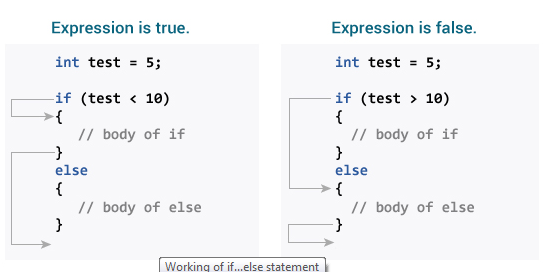 Expression is true.
int test = 5;
if (test < 10)
{
// body of if
}
else
{
// body of else
}
Expression is false.
int test = 5;
if (test > 10)
{
// body of if
}
else
{
// body of else
}
Working of if...else statement